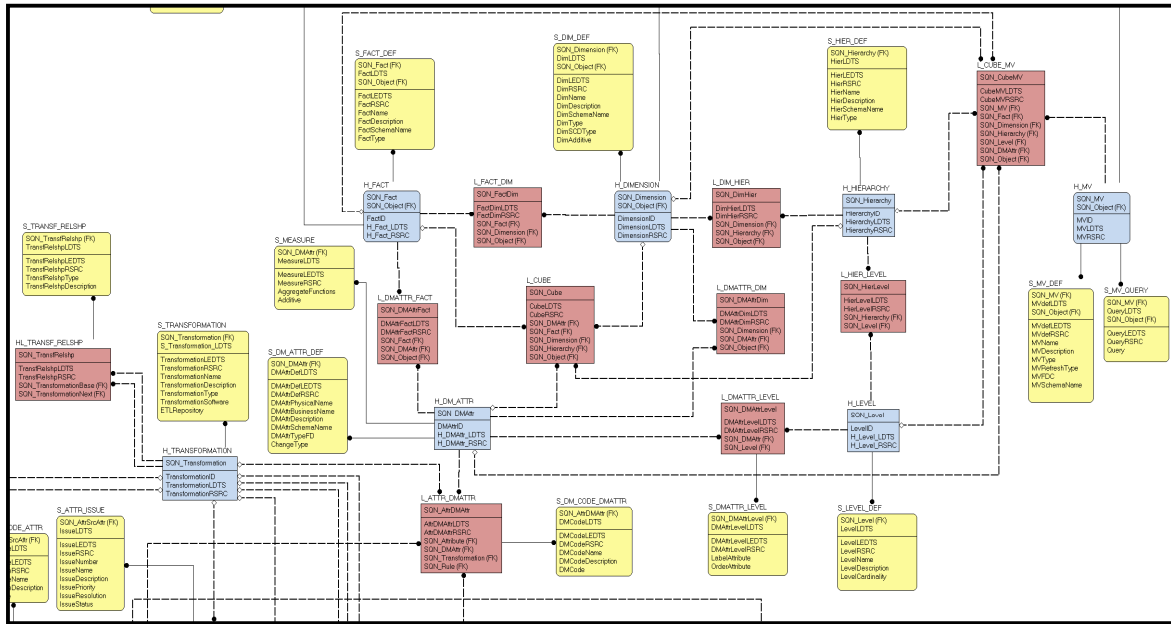 S_FACT_DEF
SQN_Fact (FK)
FactLDTS
SQN_Object (FK)
FactLEDTS
FactRSRC
FactName
FactDescription
FactSchemaName
FactType
S_DIM_DEF
SQN_Dimension (FK)
DimLDTS
SQN_Object (FK)
DimLEDTS
DimRSRC
DimName
DimDescription
DimSchemaName
DimType
DimSCDType
DimAdditive
S_HIER_DEF
SQN_Hierarchy (FK)
HierLDTS
HierLEDTS
HierRSRC
HierName
HierDescription
HierSchemaName
HierType
L_CUBE_MV
SQN_CubeMV
CubeMVLDTS
CubeMVRSRC
SQN_MV (FK)
SQN_Fact (FK)
SQN_Dimension (FK)
SQN_Hierarchy (FK)
SQN_Level (FK)
SQN_DMAttr (FK)
SQN_Object (FK)
H_FACT
SQN_Fact
SQN_Object (FK)
FactID
H_Fact_LDTS
H_Fact_RSRC
L_FACT_DIM
SQN_FactDim
FactDimLDTS
FactDimRSRC
SQN_Fact (FK)
SQN_Dimension (FK)
SQN_Object (FK)
H_DIMENSION
SQN_Dimension
SQN_Object (FK)
DimensionID
DimensionLDTS
DimensionRSRC
L_DIM_HIER
SQN_DimHier
DimHierLDTS
DimHierRSRC
SQN_Dimension (FK)
SQN_Hierarchy (FK)
SQN_Object (FK)
H_HIERARCHY
SQN_Hierarchy
HierarchyID
HierarchyLDTS
HierarchyRSRC
H_MV
SQN_MV
SQN_Object (FK)
MVID
MVLDTS
MVRSRC
S_TRANSF_RELSHP
SQN_TransfRelshp (FK)
TransfRelshpLDTS
TransfRelshpLEDTS
TransfRelshpRSRC
TransfRelshpType
TransfRelshpDescription
S_MEASURE
SQN_DMAttr (FK)
MeasureLDTS
MeasureLEDTS
MeasureRSRC
AggregateFunctions
Additive
L_DMATTR_FACT
SQN_DMAttrFact
DMAttrFactLDTS
DMAttrFactRSRC
SQN_Fact (FK)
SQN_DMAttr (FK)
SQN_Object (FK)
L_CUBE
SQN_Cube
CubeLDTS
CubeRSRC
SQN_DMAttr (FK)
SQN_Fact (FK)
SQN_Dimension (FK)
SQN_Hierarchy (FK)
SQN_Object (FK)
L_DMATTR_DIM
SQN_DMAttrDim
DMAttrDimLDTS
DMAttrDimRSRC
SQN_Dimension (FK)
SQN_DMAttr (FK)
SQN_Object (FK)
L_HIER_LEVEL
SQN_HierLevel
HierLevelLDTS
HierLevelRSRC
SQN_Hierarchy (FK)
SQN_Level (FK)
S_MV_DEF
SQN_MV (FK)
MVdefLDTS
SQN_Object (FK)
MVdefLEDTS
MVdefRSRC
MVName
MVDescription
MVType
MVRefreshType
MVFDC
MVSchemaName
S_MV_QUERY
SQN_MV (FK)
QueryLDTS
SQN_Object (FK)
QueryLEDTS
QueryRSRC
Query
HL_TRANSF_RELSHP
SQN_TransfRelshp
TransfRelshpLDTS
TransfRelshpRSRC
SQN_TransformationBase (FK)
SQN_TransformationNext (FK)
S_TRANSFORMATION
SQN_Transformation (FK)
S_Transformation_LDTS
TransformationLEDTS
TransformationRSRC
TransformationName
TransformationDescription
TransformationType
TransformationSoftware
ETLRepository
S_DM_ATTR_DEF
SQN_DMAttr (FK)
DMAttrDefLDTS
DMAttrDefLEDTS
DMAttrDefRSRC
DMAttrPhysicalName
DMAttrBusinessName
DMAttrDescription
DMAttrSchemaName
DMAttrTypeFD
ChangeType
H_DM_ATTR
SQN_DMAttr
DMAttrID
H_DMAttr_LDTS
H_DMAttr_RSRC
L_DMATTR_LEVEL
SQN_DMAttrLevel
DMAttrLevelLDTS
DMAttrLevelRSRC
SQN_DMAttr (FK)
SQN_Level (FK)
H_LEVEL
SQN_Level
LevelID
H_Level_LDTS
H_Level_RSRC
H_TRANSFORMATION
SQN_Transformation
TransformationID
TransformationLDTS
TransformationRSRC
L_ATTR_DMATTR
SQN_AttrDMAttr
AttrDMAttrLDTS
AttrDMAttrRSRC
SQN_Attribute (FK)
SQN_DMAttr (FK)
SQN_Transformation (FK)
SQN_Rule (FK)
S_DM_CODE_DMATTR
SQN_AttrDMAttr (FK)
DMCodeLDTS
DMCodeLEDTS
DMCodeRSRC
DMCodeName
DMCodeDescription
DMCode
S_DMATTR_LEVEL
SQN_DMAttrLevel (FK)
DMAttrLevelLDTS
DMAttrLevelLEDTS
DMAttrLevelRSRC
LabelAttribute
OrderAttribute
S_LEVEL_DEF
SQN_Level (FK)
LevelLDTS
LevelLEDTS
LevelRSRC
LevelName
LevelDescription
LevelCardinality
S_ATTR_ISSUE
SQN_AttrSrcAttr (FK)
IssueLDTS
IssueLEDTS
IssueRSRC
IssueNumber
IssueName
IssueDescription
IssuePriority
IssueResolution
IssueStatus